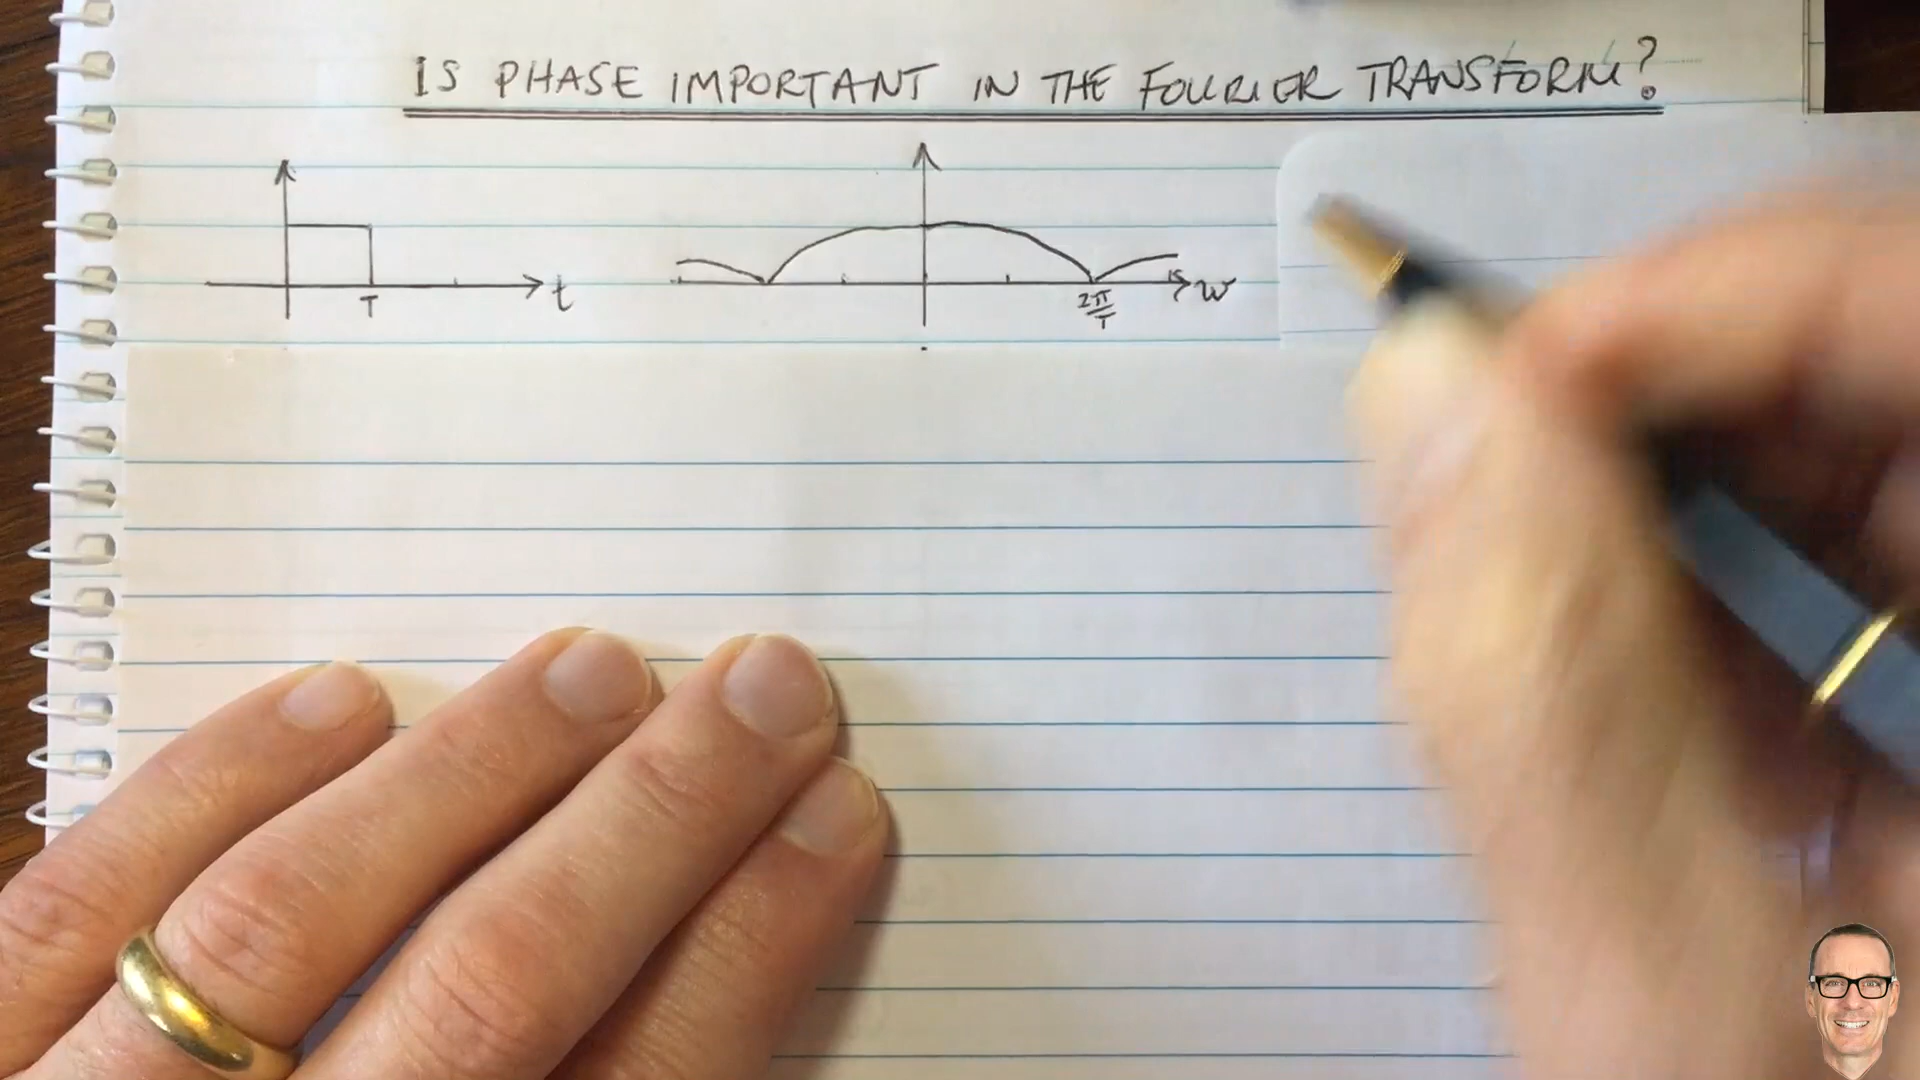 IS PHASE IMPORTANT IN THE FOURIER TRANSFORM?
T
t
2π
T
w